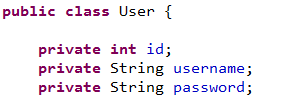 public class User {
private int id;
private String username;
private String password;